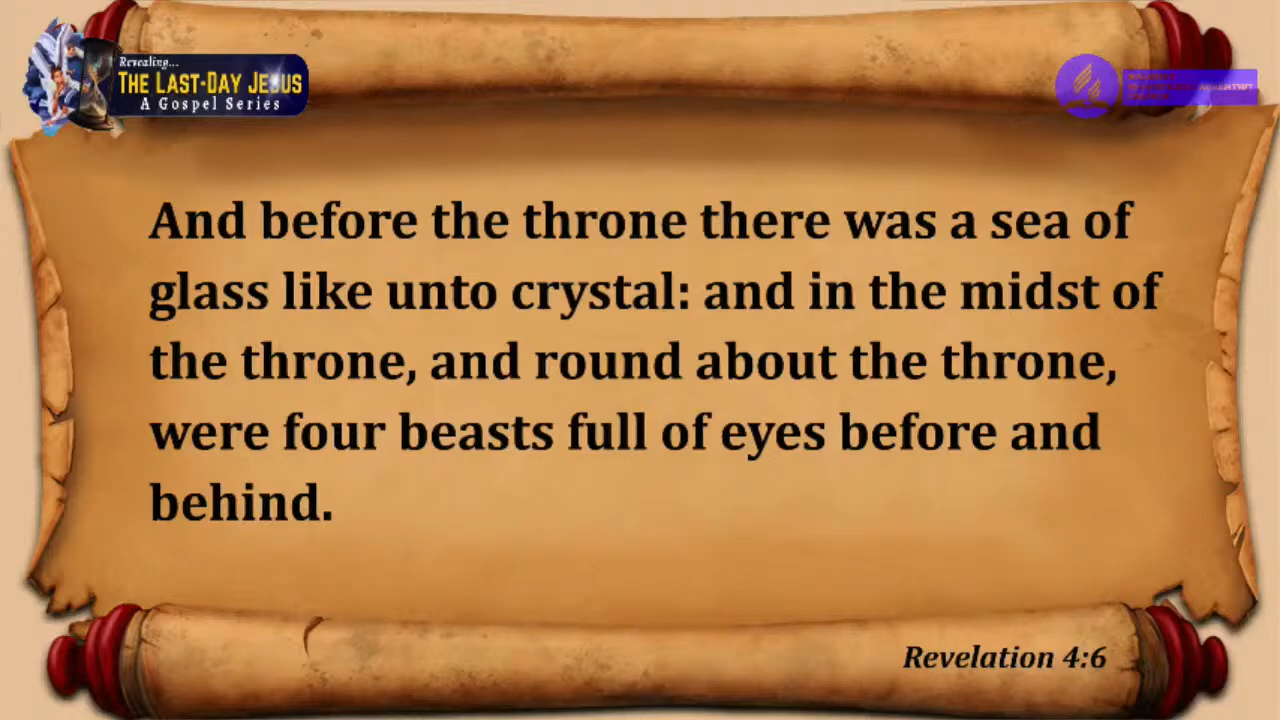 Revealing...
THE LAST-DAY JESUS
A Gospel Series
And before the throne there was a sea of
glass like unto crystal: and in the midst of
the throne, and round about the throne,
were four beasts full of eyes before and
behind.
Revelation 4:6